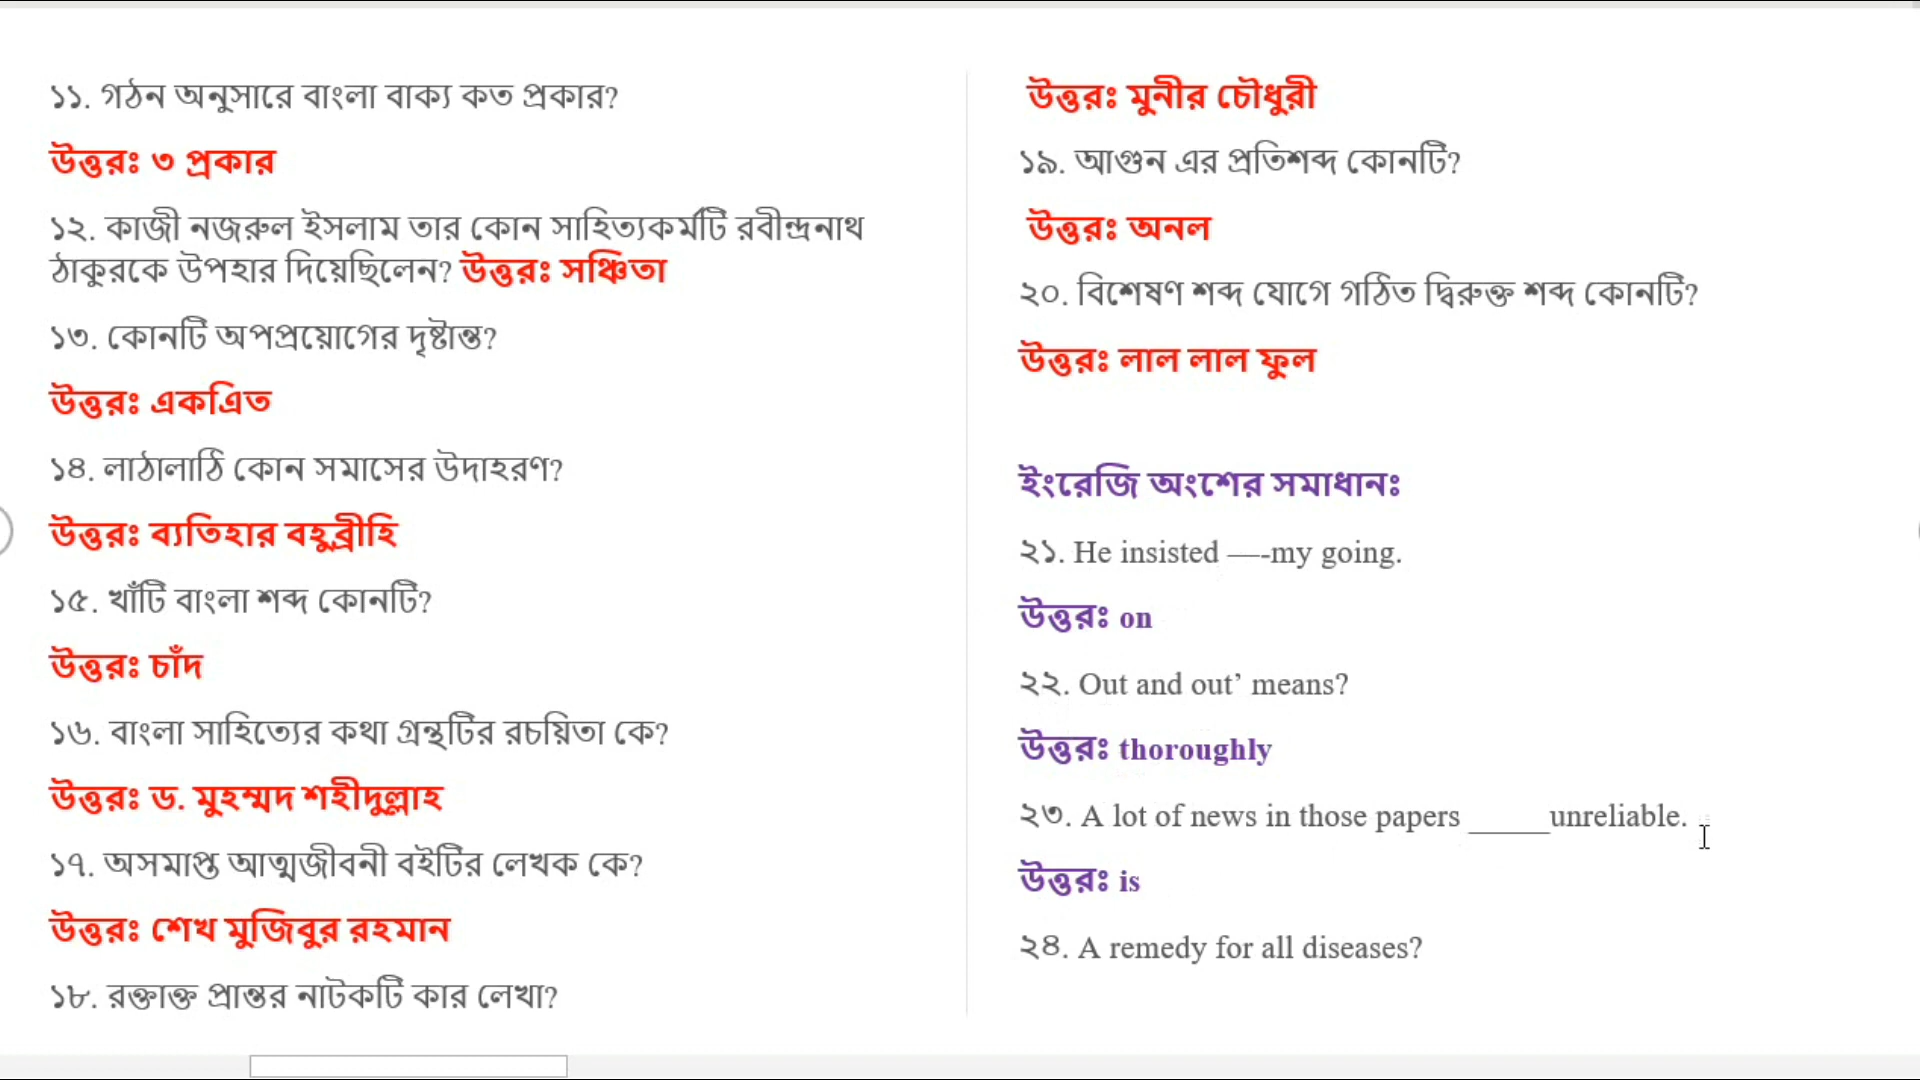 ১১. গঠন অনুসারে বাংলা বাক্য কত প্রকার?
উত্তরঃ ৩ প্রকার
১২. কাজী নজরুল ইসলাম তার কোন সাহিত্যকর্মটি রবীন্দ্রনাথ
ঠাকুরকে উপহার দিয়েছিলেন? উত্তরঃ সঞ্চিতা
১৩. কোনটি অপপ্রয়োগের দৃষ্টান্ত?
উত্তরঃ একএিত
১৪. লাঠালাঠি কোন সমাসের উদাহরণ?
উত্তরঃ ব্যতিহার বহুব্রীহি
১৫. খাঁটি বাংলা শব্দ কোনটি?
উত্তরঃ চাঁদ
১৬. বাংলা সাহিত্যের কথা গ্রন্থটির রচয়িতা কে?
উত্তরঃ ড. মুহম্মদ শহীদুল্লাহ
১৭. অসমাপ্ত আত্মজীবনী বইটির লেখক কে?
উত্তরঃ শেখ মুজিবুর রহমান
১৮. রক্তাক্ত প্রান্তর নাটকটি কার লেখা?
উত্তরঃ মুনীর চৌধুরী
১৯. আগুন এর প্রতিশব্দ কোনটি?
উত্তরঃ অনল
২০. বিশেষণ শব্দ যোগে গঠিত দ্বিরুক্ত শব্দ কোনটি?
উত্তরঃ লাল লাল ফুল
ইংরেজি অংশের সমাধানঃ
২১. He insisted —-my going.
উত্তরঃ on
২২. Out and out’ means?
উত্তরঃ thoroughly
২৩. A lot of news in those papers _____unreliable.
উত্তরঃ is
২৪. A remedy for all diseases?